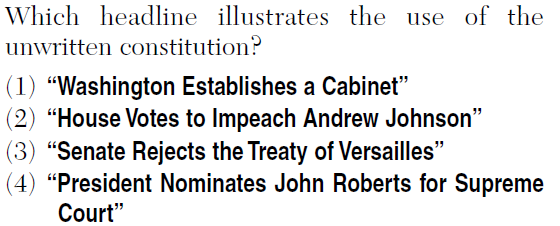 Which headline illustrates the use of the
unwritten constitution?
(1) “Washington Establishes a Cabinet”
(2) “House Votes to Impeach Andrew Johnson”
(3) “Senate Rejects the Treaty of Versailles”
(4) “President Nominates John Roberts for Supreme
Court”